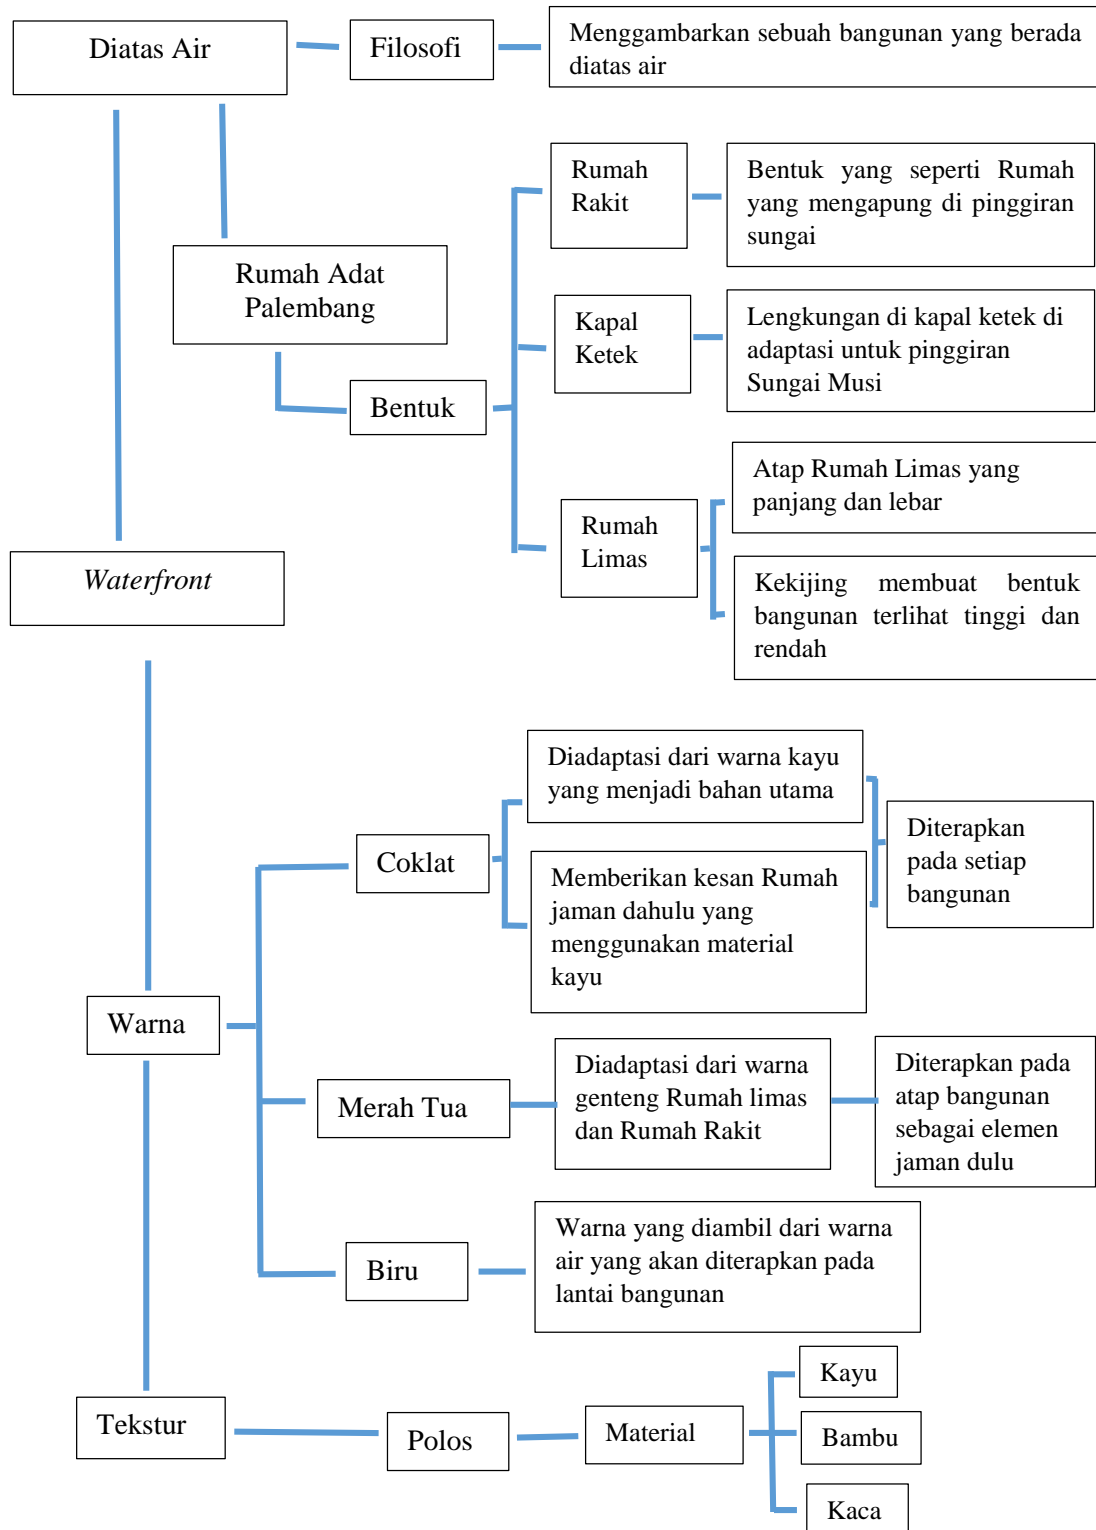 Diatas Air
Filosofi
Menggambarkan sebuah bangunan yang berada
diatas air
Rumah Adat
Palembang
Bentuk
Rumah
Rakit
Bentuk yang seperti Rumah
yang mengapung di pinggiran
sungai
Kapal
Ketek
Lengkungan di kapal ketek di
adaptasi untuk pinggiran
Sungai Musi
Rumah
Limas
Atap Rumah Limas yang
panjang dan lebar
Kekijing membuat bentuk
bangunan terlihat tinggi dan
rendah
Waterfront
Warna
Coklat
Diadaptasi dari warna kayu
yang menjadi bahan utama
Memberikan kesan Rumah
jaman dahulu yang
menggunakan material
kayu
Diterapkan
pada setiap
bangunan
Merah Tua
Diadaptasi dari warna
genteng Rumah limas
dan Rumah Rakit
Diterapkan pada
atap bangunan
sebagai elemen
jaman dulu
Biru
Warna yang diambil dari warna
air yang akan diterapkan pada
lantai bangunan
Tekstur
Polos
Material
Kayu
Bambu
Kaca